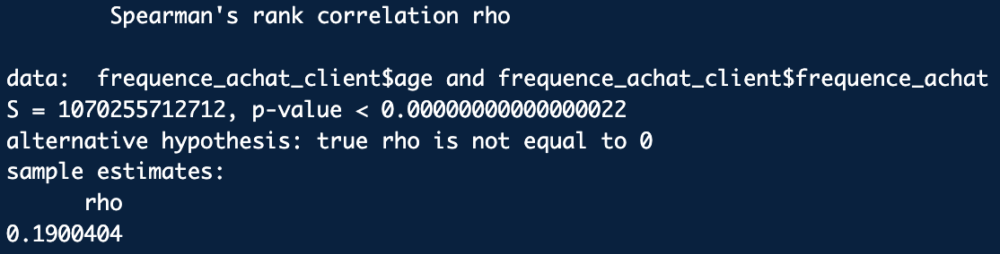 Spearman's rank correlation rho
data:  frequence_achat_client$age and frequence_achat_client$frequence_achat
S = 1070255712712, p-value < 0.00000000000000022
alternative hypothesis: true rho is not equal to 0
sample estimates:
rho
0.1900404